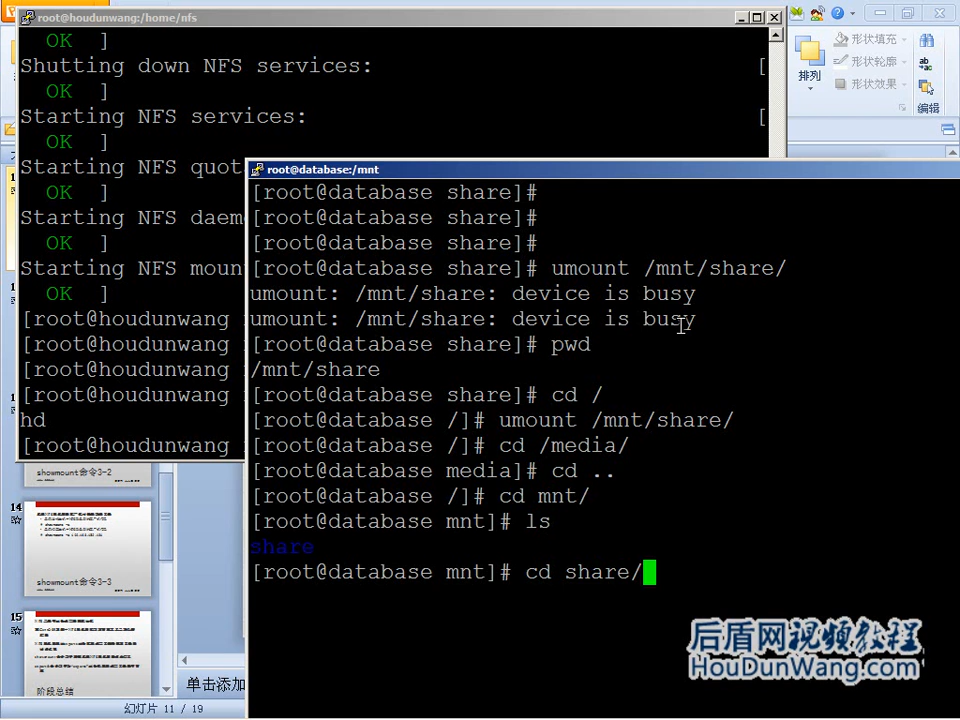 root@houdunwang:/home/nfs
OK ]
Shutting down NFS services: [
OK ]
Starting NFS services: [
OK ]
Starting NFS quot
OK ]
Starting NFS daem
OK ]
Starting NFS moun
OK ]
[root@houdunwang
[root@houdunwang
[root@houdunwang
[root@houdunwang
hd
[root@houdunwang
root@database:/mnt
[root@database share]#
[root@database share]#
[root@database share]#
[root@database share]# umount /mnt/share/
umount: /mnt/share: device is busy
umount: /mnt/share: device is busy
[root@database share]# pwd
/mnt/share
[root@database share]# cd /
[root@database /]# umount /mnt/share/
[root@database /]# cd /media/
[root@database media]# cd ..
[root@database /]# cd mnt/
[root@database mnt]# ls
share
[root@database mnt]# cd share/
形状填充
形状轮廓
形状效果
排列
编辑
showmount命令3-2
14
showmount命令3-3
15
阶段总结
单击添加
幻灯片 11 / 19
后盾网视频教程
HouDunWang.com